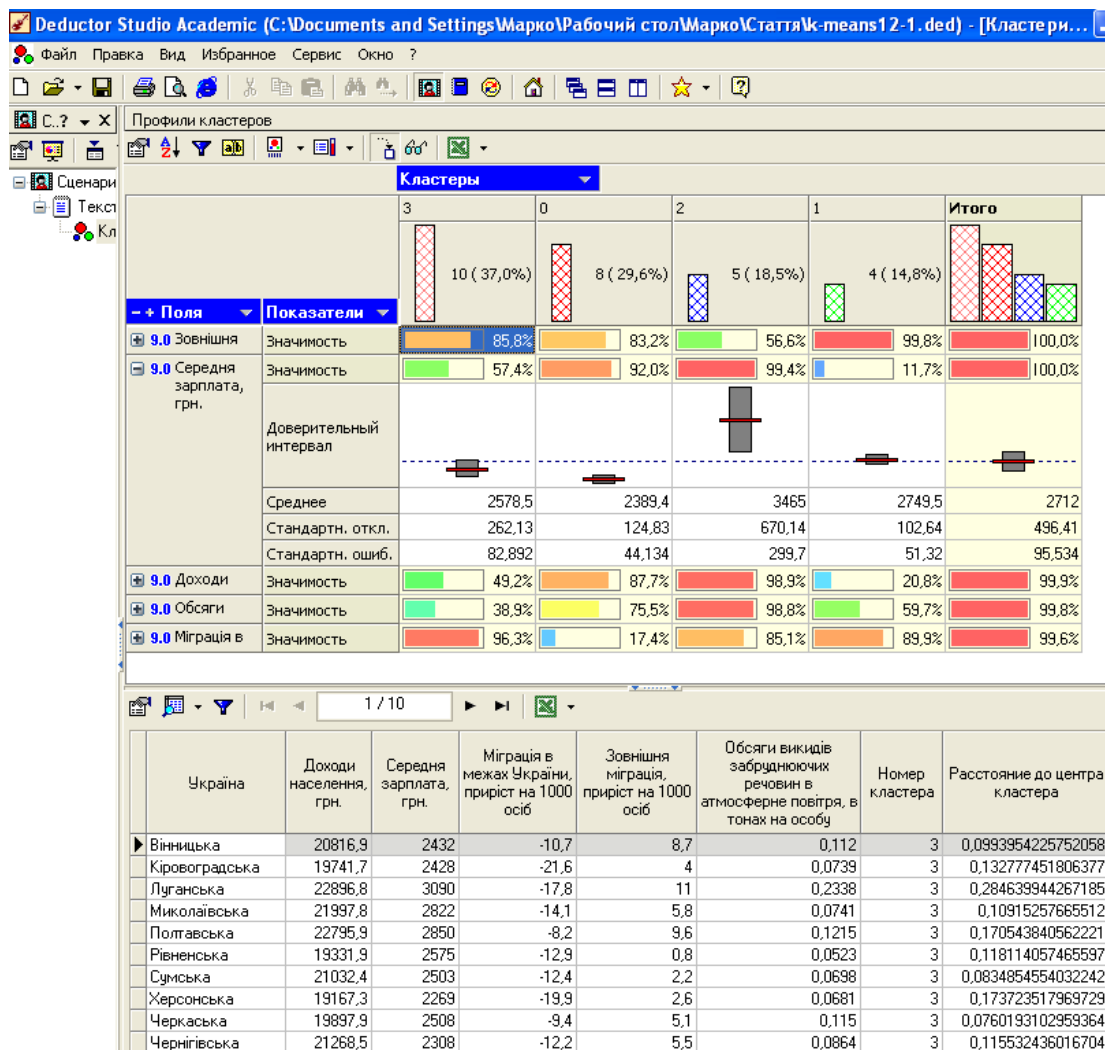 Deductor Studio Academic (C:\Documents and Settings\Марко\Рабочий стол\Марко\Стаття\k-means12-1.ded) - [Кластери...
Файл Правка Вид Избранное Сервис Окно ?
С..?
Профили кластеров
Сценари
Текст
Кл
Кластеры
3 0 2 1 Итого
10 ( 37,0%) 8 ( 29,6%) 5 ( 18,5%) 4 ( 14,8%)
− + Поля Показатели
9.0 Зовнішня Значимость 85,8% 83,2% 56,6% 99,8% 100,0%
9.0 Середня зарплата, грн. Значимость 57,4% 92,0% 99,4% 11,7% 100,0%
Доверительный интервал
Среднее 2578,5 2389,4 3465 2749,5 2712
Стандартн. откл. 262,13 124,83 670,14 102,64 496,41
Стандартн. ошиб. 82,892 44,134 299,7 51,32 95,534
9.0 Доходи Значимость 49,2% 87,7% 98,9% 20,8% 99,9%
9.0 Обсяги Значимость 38,9% 75,5% 98,8% 59,7% 99,8%
9.0 Міграція в Значимость 96,3% 17,4% 85,1% 89,9% 99,6%
1 / 10
Україна Доходи населення, грн. Середня зарплата, грн. Міграція в межах України, приріст на 1000 осіб Зовнішня міграція, приріст на 1000 осіб Обсяги викидів забруднюючих речовин в атмосферне повітря, в тонах на особу Номер кластера Расстояние до центра кластера
Вінницька 20816,9 2432 -10,7 8,7 0,112 3 0,0993954225752058
Кіровоградська 19741,7 2428 -21,6 4 0,0739 3 0,132777451806377
Луганська 22896,8 3090 -17,8 11 0,2338 3 0,284639944267185
Миколаївська 21997,8 2822 -14,1 5,8 0,0741 3 0,10915257665512
Полтавська 22795,9 2850 -8,2 9,6 0,1215 3 0,170543840562221
Рівненська 19331,9 2575 -12,9 0,8 0,0523 3 0,118114057465597
Сумська 21032,4 2503 -12,4 2,2 0,0698 3 0,0834854554032242
Херсонська 19167,3 2269 -19,9 2,6 0,0681 3 0,173723517969729
Черкаська 19897,9 2508 -9,4 5,1 0,115 3 0,0760193102959364
Чернігівська 21268,5 2308 -12,2 5,5 0,0864 3 0,115532436016704